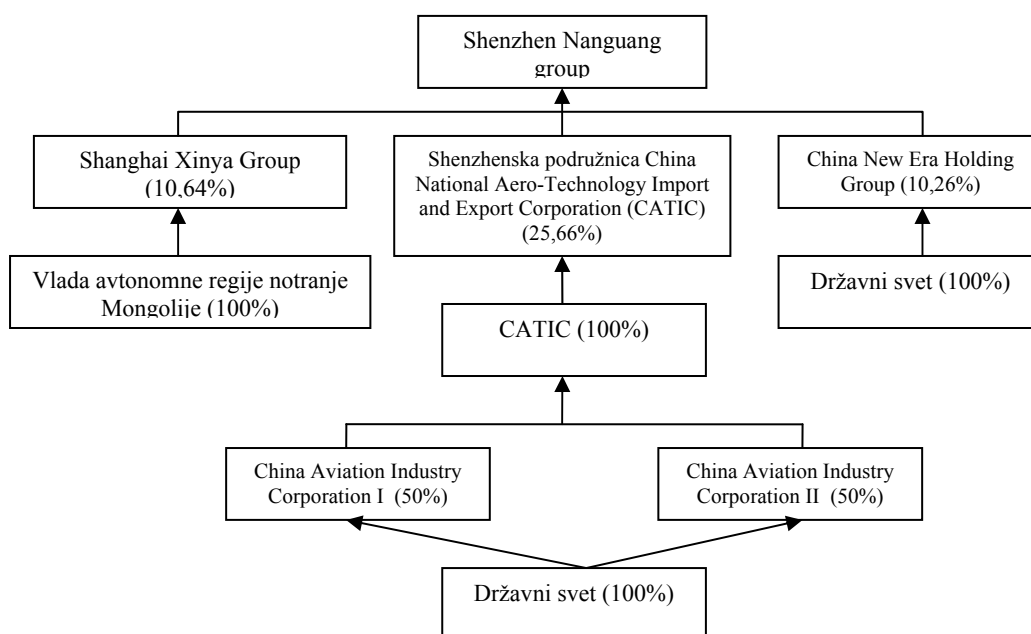 Shenzhen Nanguang
group
Shanghai Xinya Group
(10,64%)
Shenzhenska podružnica China
National Aero-Technology Import
and Export Corporation (CATIC)
(25,66%)
China New Era Holding
Group (10,26%)
Vlada avtonomne regije notranje
Mongolije (100%)
Državni svet (100%)
CATIC (100%)
China Aviation Industry
Corporation I (50%)
China Aviation Industry
Corporation II (50%)
Državni svet (100%)